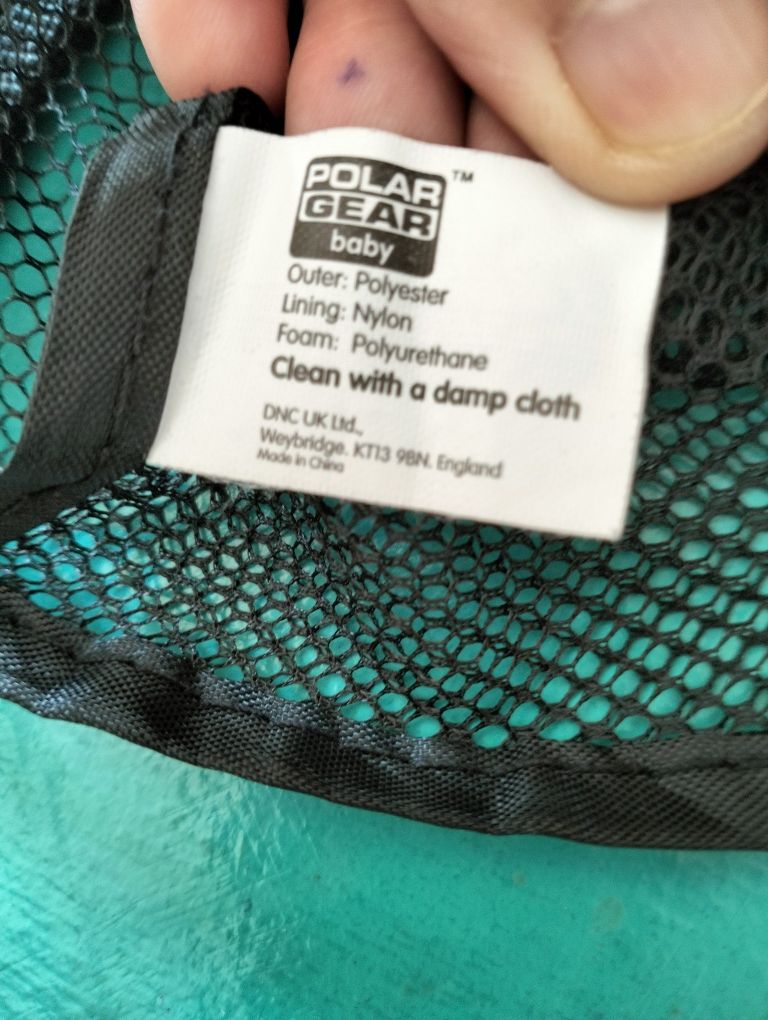 POLAR
GEAR
baby
™
Outer: Polyester
Lining: Nylon
Foam: Polyurethane
Clean with a damp cloth
DNC UK Ltd.,
Weybridge. KT13 9BN. England
Made in China